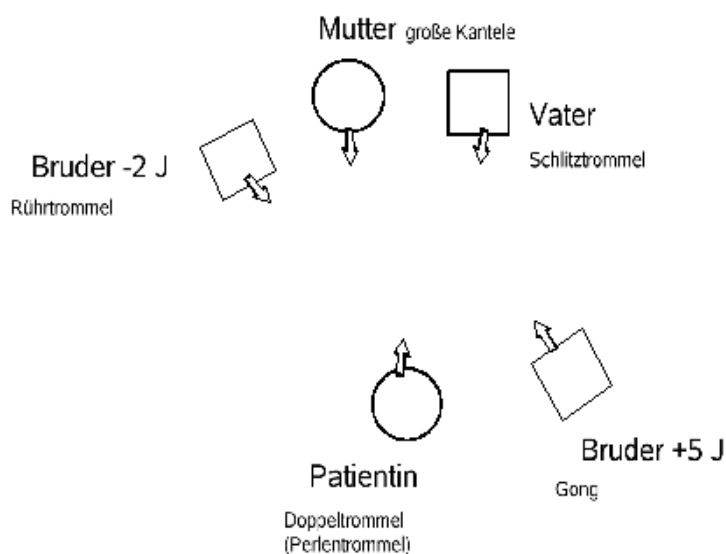 Mutter große Kantele
Vater
Schlitztrommel
Bruder -2 J
Rührtrommel
Patientin
Doppeltrommel
(Perlentrommel)
Bruder +5 J
Gong